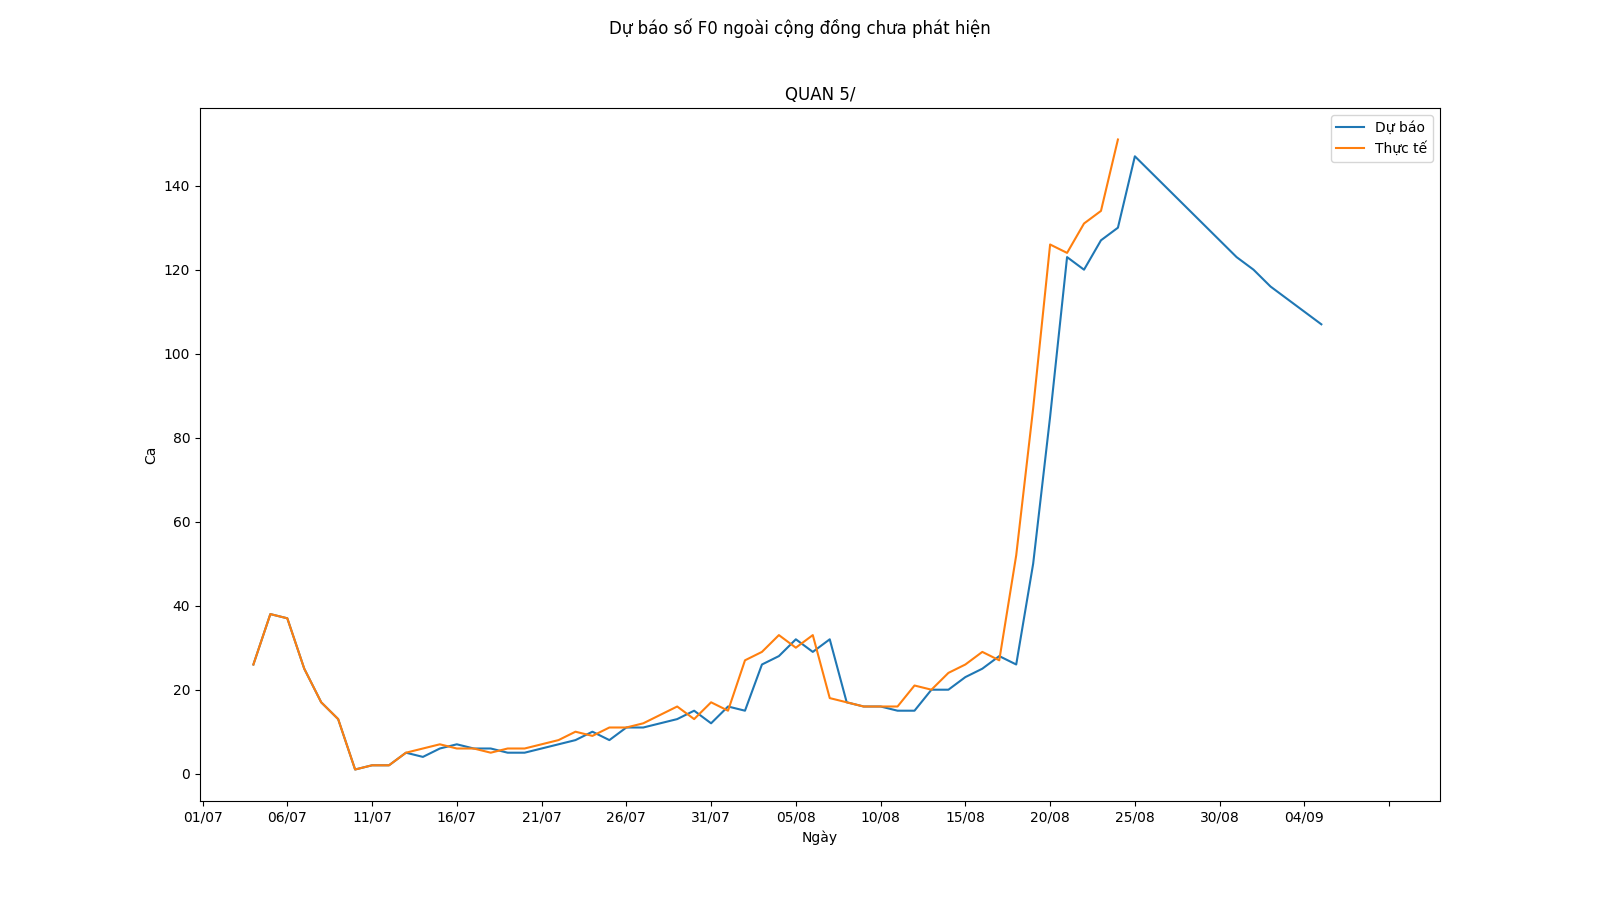 Dự báo số F0 ngoài cộng đồng chưa phát hiện
QUAN 5/
Dự báo
Thực tế
140
120
100
80
60
40
20
0
Ca
01/07 06/07 11/07 16/07 21/07 26/07 31/07 05/08 10/08 15/08 20/08 25/08 30/08 04/09
Ngày